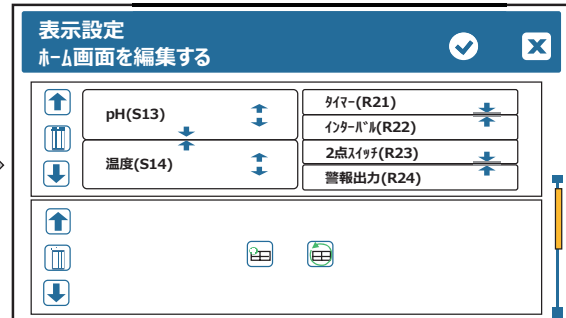 表示設定
ﾎｰﾑ画面を編集する
pH(S13)
温度(S14)
ﾀｲﾏｰ(R21)
ｲﾝﾀｰﾊﾞﾙ(R22)
2点ｽｲｯﾁ(R23)
警報出力(R24)